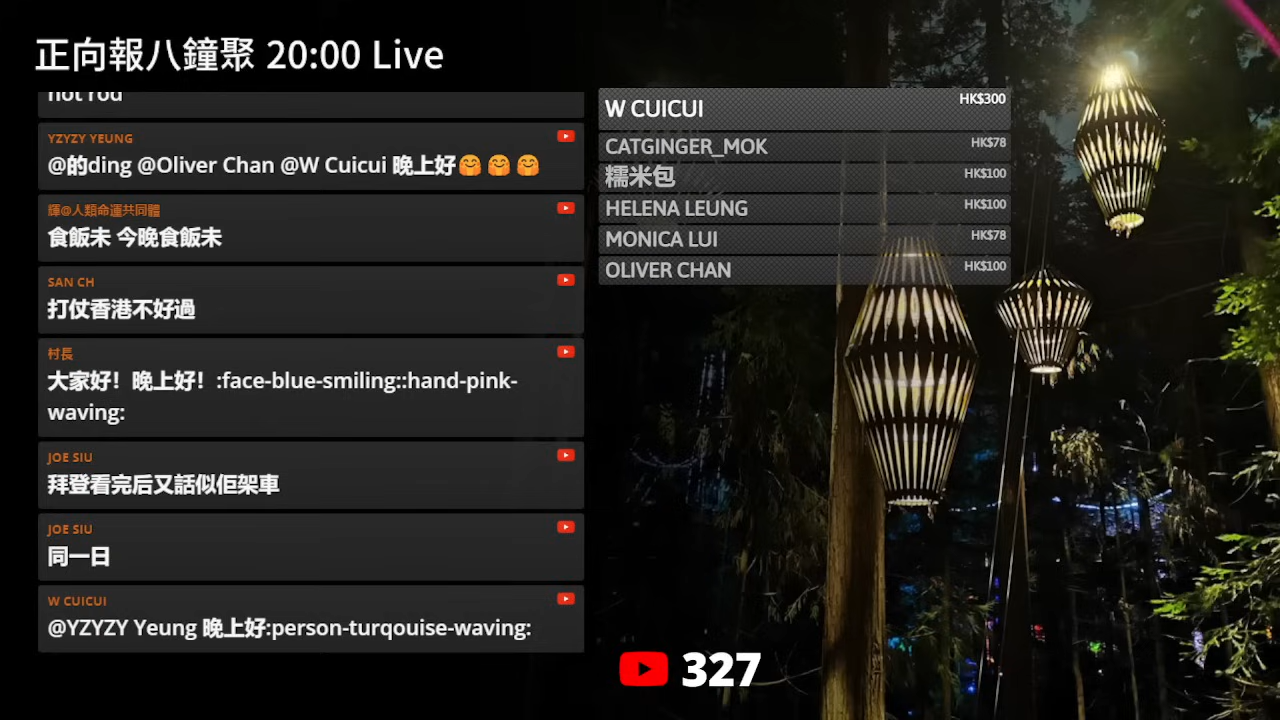 正向報八鐘聚 20:00 Live
hot rod
YZYZY YEUNG
@的ding @Oliver Chan @W Cuicui 晚上好🤗 🤗 🤗
輝@人類命運共同體
食飯未 今晚食飯未
SAN CH
打仗香港不好過
村長
大家好！晚上好！:face-blue-smiling::hand-pink-
waving:
JOE SIU
拜登看完后又話似佢架車
JOE SIU
同一日
W CUICUI
@YZYZY Yeung 晚上好:person-turqouise-waving:
W CUICUI HK$300
CATGINGER_MOK HK$78
糯米包 HK$100
HELENA LEUNG HK$100
MONICA LUI HK$78
OLIVER CHAN HK$100
327